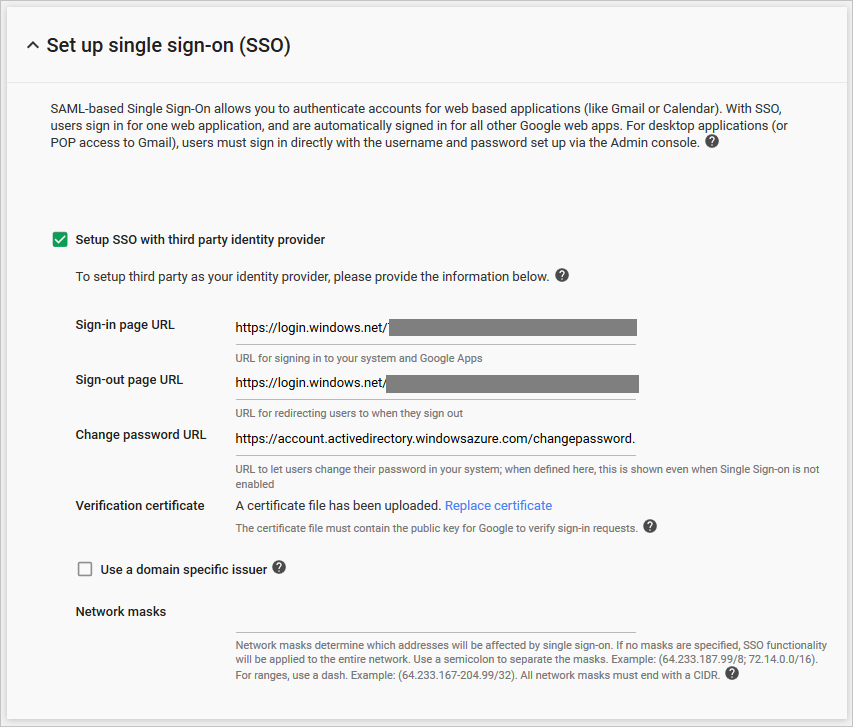 Set up single sign-on (SSO)
SAML-based Single Sign-On allows you to authenticate accounts for web based applications (like Gmail or Calendar). With SSO,
users sign in for one web application, and are automatically signed in for all other Google web apps. For desktop applications (or
POP access to Gmail), users must sign in directly with the username and password set up via the Admin console. ?
Setup SSO with third party identity provider
To setup third party as your identity provider, please provide the information below. ?
Sign-in page URL
https://login.windows.net/
URL for signing in to your system and Google Apps
Sign-out page URL
https://login.windows.net/
URL for redirecting users to when they sign out
Change password URL
https://account.activedirectory.windowsazure.com/changepassword.
URL to let users change their password in your system; when defined here, this is shown even when Single Sign-on is not
enabled
Verification certificate
A certificate file has been uploaded. Replace certificate
The certificate file must contain the public key for Google to verify sign-in requests. ?
Use a domain specific issuer ?
Network masks
Network masks determine which addresses will be affected by single sign-on. If no masks are specified, SSO functionality
will be applied to the entire network. Use a semicolon to separate the masks. Example: (64.233.187.99/8; 72.14.0.0/16).
For ranges, use a dash. Example: (64.233.167-204.99/32). All network masks must end with a CIDR. ?